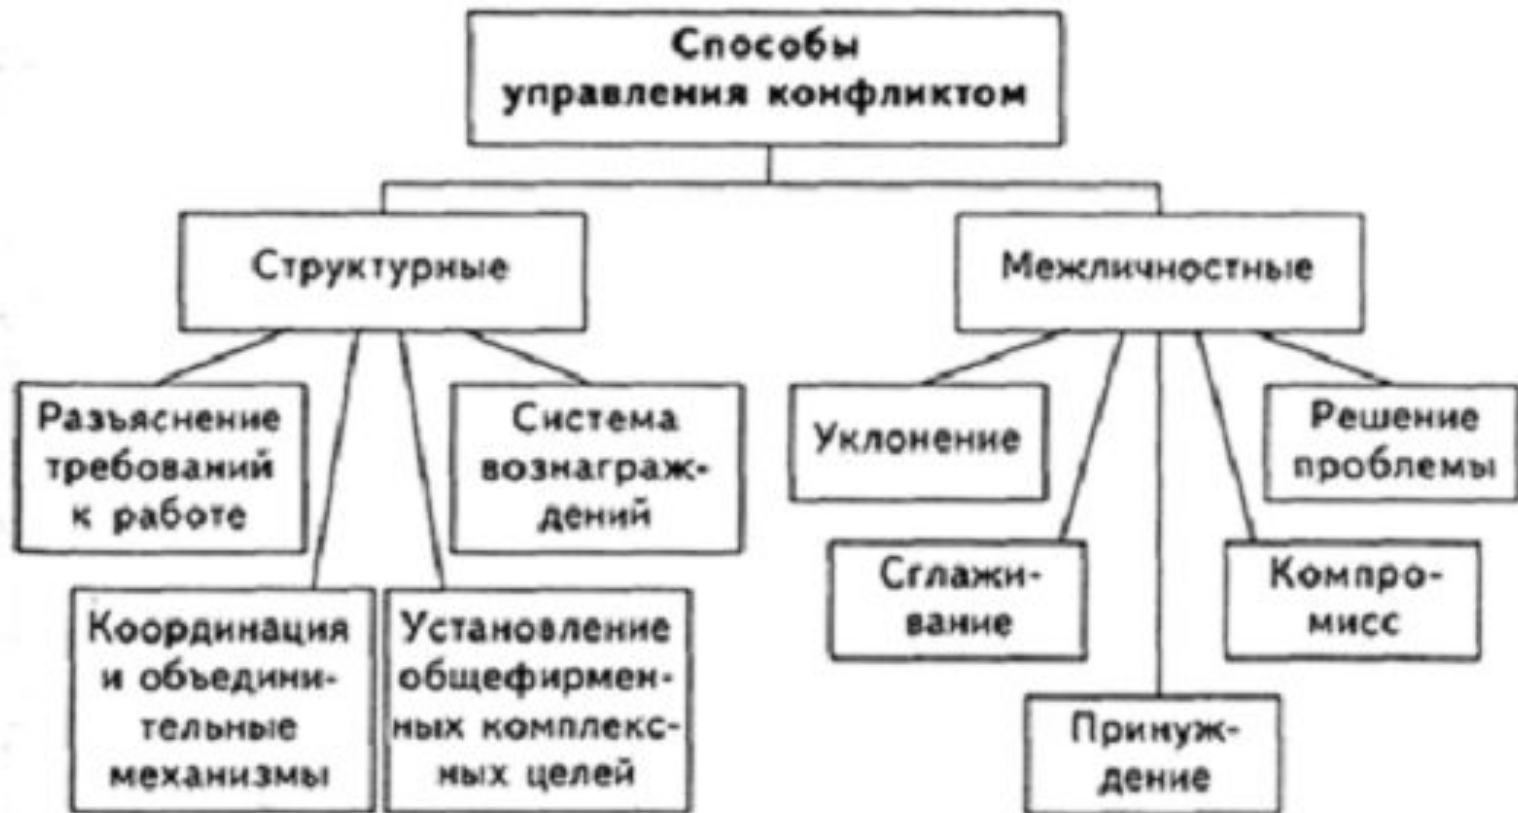 Способы
управления конфликтом
Структурные
Межличностные
Разъяснение
требований
к работе
Система
вознаграж-
дений
Уклонение
Решение
проблемы
Сглажи-
вание
Компро-
мисс
Координация
и объедини-
тельные
механизмы
Установление
общефирмен-
ных комплекс-
ных целей
Принуж-
дение